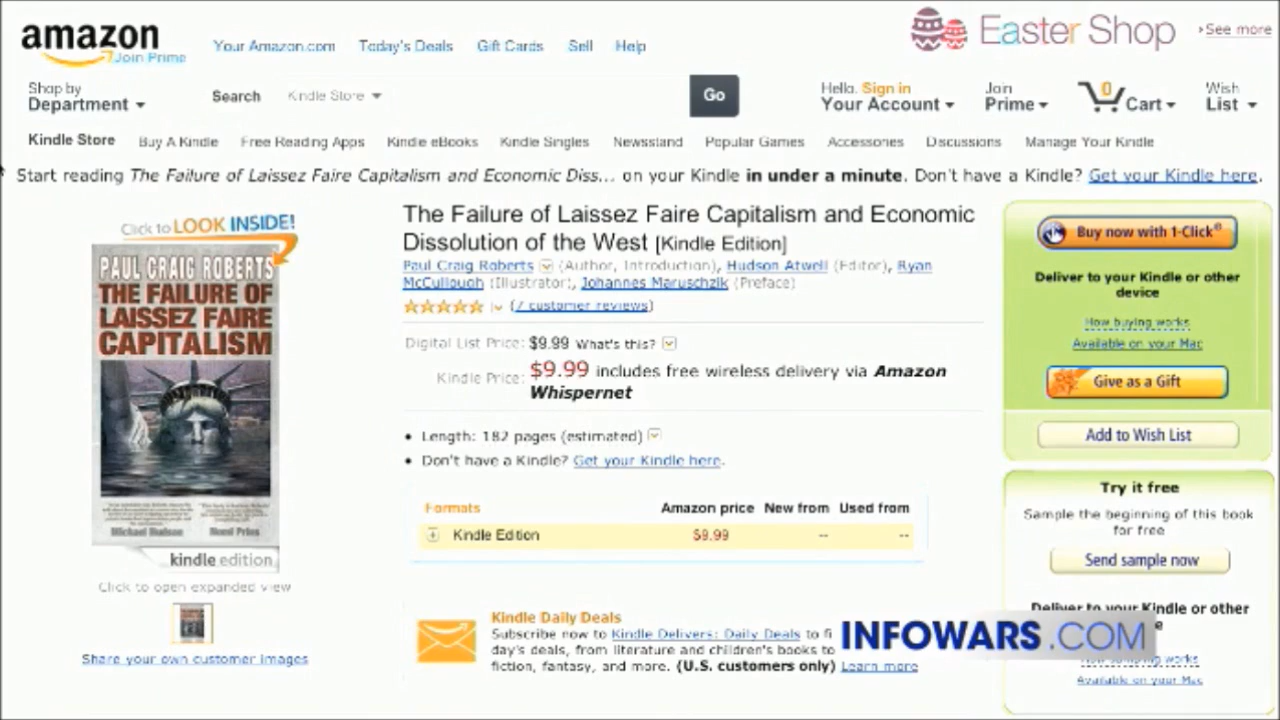 amazon
Join Prime
Your Amazon.com Today's Deals Gift Cards Sell Help
Easter Shop
See more
Shop by
Department
Search Kindle Store
Go
Hello. Sign in
Your Account
Join
Prime
0
Cart
Wish
List
Kindle Store Buy A Kindle Free Reading Apps Kindle eBooks Kindle Singles Newsstand Popular Games Accessories Discussions Manage Your Kindle
Start reading The Failure of Laissez Faire Capitalism and Economic Diss... on your Kindle in under a minute. Don't have a Kindle? Get your Kindle here.
Click to LOOK INSIDE!
PAUL CRAIG ROBERTS
THE FAILURE OF
LAISSEZ FAIRE
CAPITALISM
Michael Hudson Nomi Prins
kindle edition
Click to open expanded view
Share your own customer images
The Failure of Laissez Faire Capitalism and Economic
Dissolution of the West [Kindle Edition]
Paul Craig Roberts (Author, Introduction), Hudson Atwell (Editor), Ryan
McCullough (Illustrator), Johannes Maruschzik (Preface)
(7 customer reviews)
Digital List Price: $9.99 What's this?
Kindle Price: $9.99 includes free wireless delivery via Amazon
Whispernet
• Length: 182 pages (estimated)
• Don't have a Kindle? Get your Kindle here.
Formats Amazon price New from Used from
Kindle Edition $9.99 -- --
Kindle Daily Deals
Subscribe now to Kindle Delivers: Daily Deals to fi
day's deals, from literature and children's books to
fiction, fantasy, and more. (U.S. customers only) Learn more
Buy now with 1-Click®
Deliver to your Kindle or other
device
How buying works
Available on your Mac
Give as a Gift
Add to Wish List
Try it free
Sample the beginning of this book
for free
Send sample now
Deliver to your Kindle or other
INFOWARS.COM
How sampling works
Available on your Mac